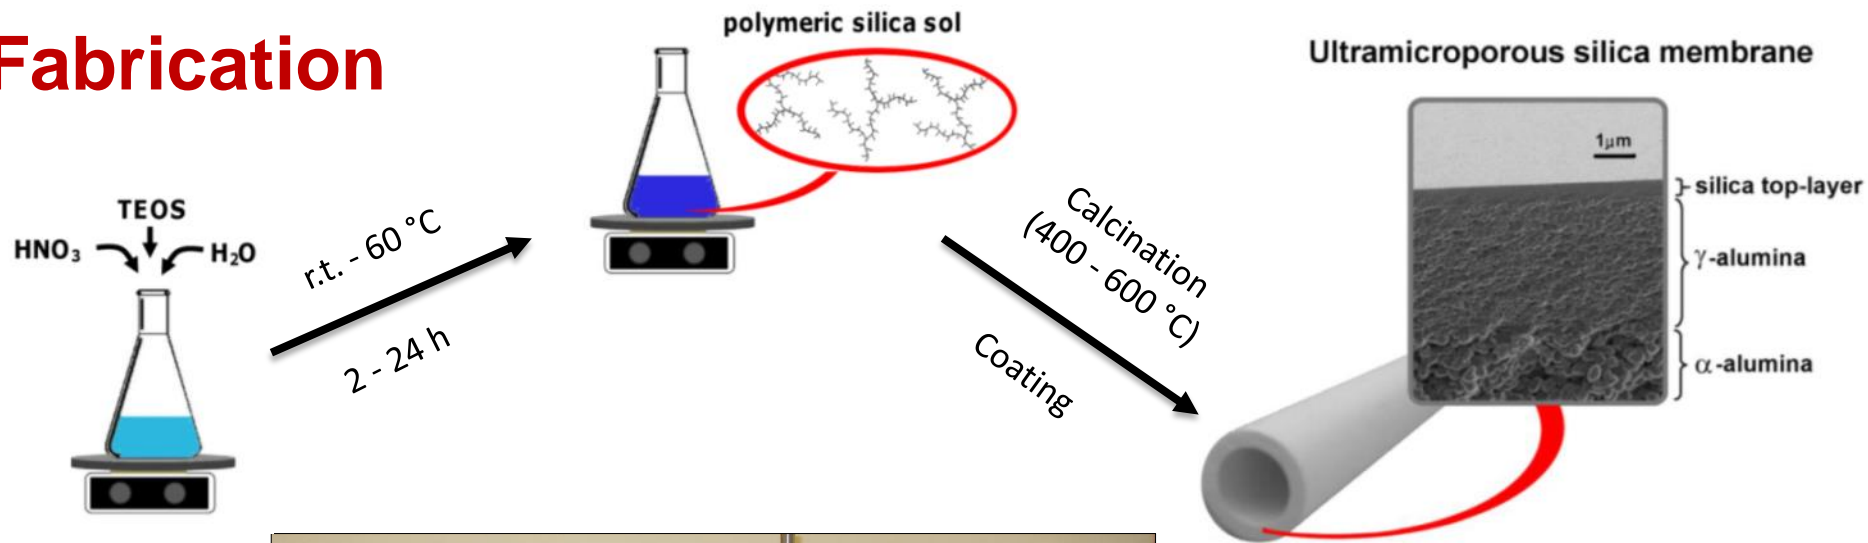 Fabrication
polymeric silica sol
Ultramicroporous silica membrane
TEOS
HNO₃
H₂O
r.t. - 60 °C
2 - 24 h
Calcination
(400 - 600 °C)
Coating
1μm
silica top-layer
γ-alumina
α-alumina